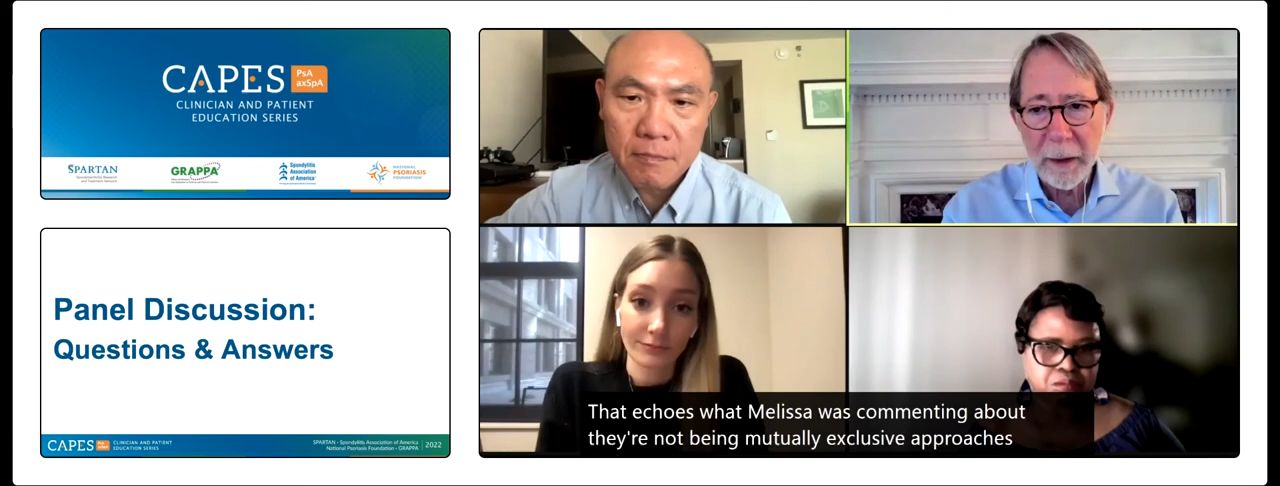 CAPES PsA
axSpA
CLINICIAN AND PATIENT
EDUCATION SERIES
SPARTAN
GRAPPA
Spondylitis
Association
of America
NATIONAL
PSORIASIS
FOUNDATION
Panel Discussion:
Questions & Answers
CAPES
CLINICIAN AND PATIENT
EDUCATION SERIES
SPARTAN - Spondylitis Association of America
National Psoriasis Foundation - GRAPPA
2022
That echoes what Melissa was commenting about
they're not being mutually exclusive approaches